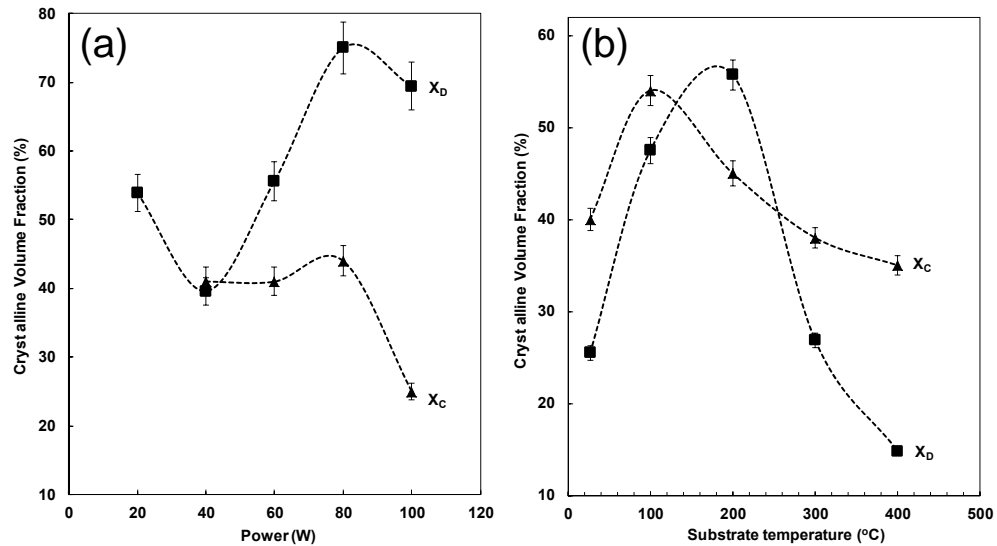 (a)
80
70
60
50
40
30
20
10
Cryst alline Volume Fraction (%)
X_D
X_C
0 20 40 60 80 100 120
Power (W)
(b)
60
50
40
30
20
10
Cryst alline Volume Fraction (%)
X_C
X_D
0 100 200 300 400 500
Substrate temperature (°C)